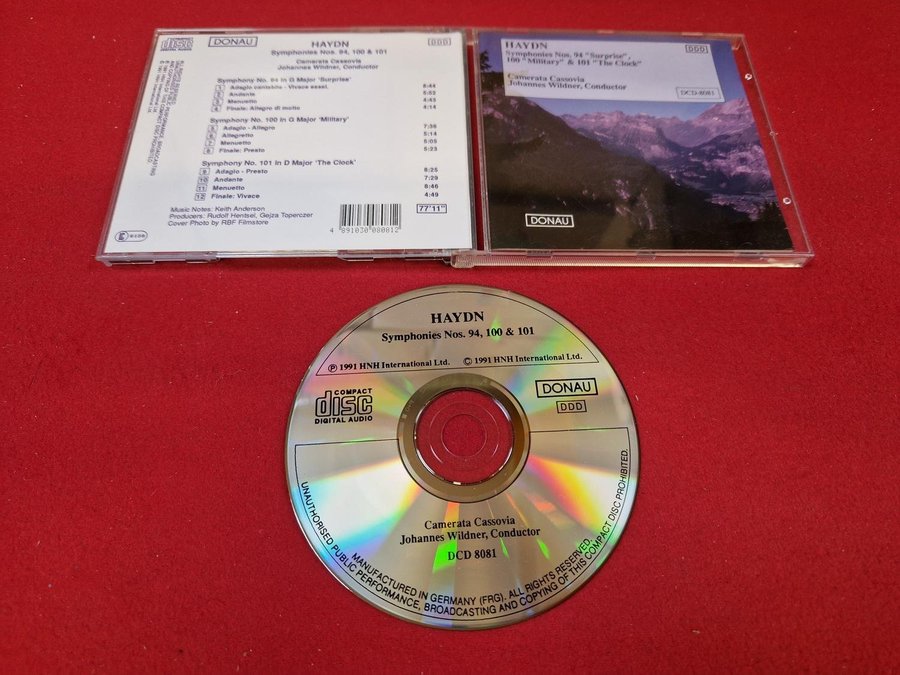 DONAU
HAYDN
DDD
Symphonies Nos. 94, 100 & 101
Camerata Cassovia
Johannes Wildner, Conductor
Symphony No. 94 in G Major 'Surprise'
1 Adagio cantabile - Vivace assai. 8:44
2 Andante 5:52
3 Menuetto 4:43
4 Finale: Allegro di molto 4:14
Symphony No. 100 in G Major 'Military'
5 Adagio - Allegro 7:36
6 Allegretto 5:14
7 Menuetto 5:05
8 Finale: Presto 5:23
Symphony No. 101 in D Major 'The Clock'
9 Adagio - Presto 8:25
10 Andante 7:29
11 Menuetto 8:46
12 Finale: Vivace 4:49
Music Notes: Keith Anderson
Producers: Rudolf Hentsel, Gejza Toperczer
Cover Photo by RBF Filmstore
77'11"
4 891030 080812
HAYDN
Symphonies Nos. 94 "Surprise",
100 "Military" & 101 "The Clock"
DDD
Camerata Cassovia
Johannes Wildner, Conductor
DCD-8081
DONAU
HAYDN
Symphonies Nos. 94, 100 & 101
Ⓟ 1991 HNH International Ltd. © 1991 HNH International Ltd.
COMPACT
disc
DIGITAL AUDIO
DONAU
DDD
Camerata Cassovia
Johannes Wildner, Conductor
DCD 8081
MANUFACTURED IN GERMANY (FRG). ALL RIGHTS RESERVED.
UNAUTHORISED PUBLIC PERFORMANCE, BROADCASTING AND COPYING OF THIS COMPACT DISC PROHIBITED.